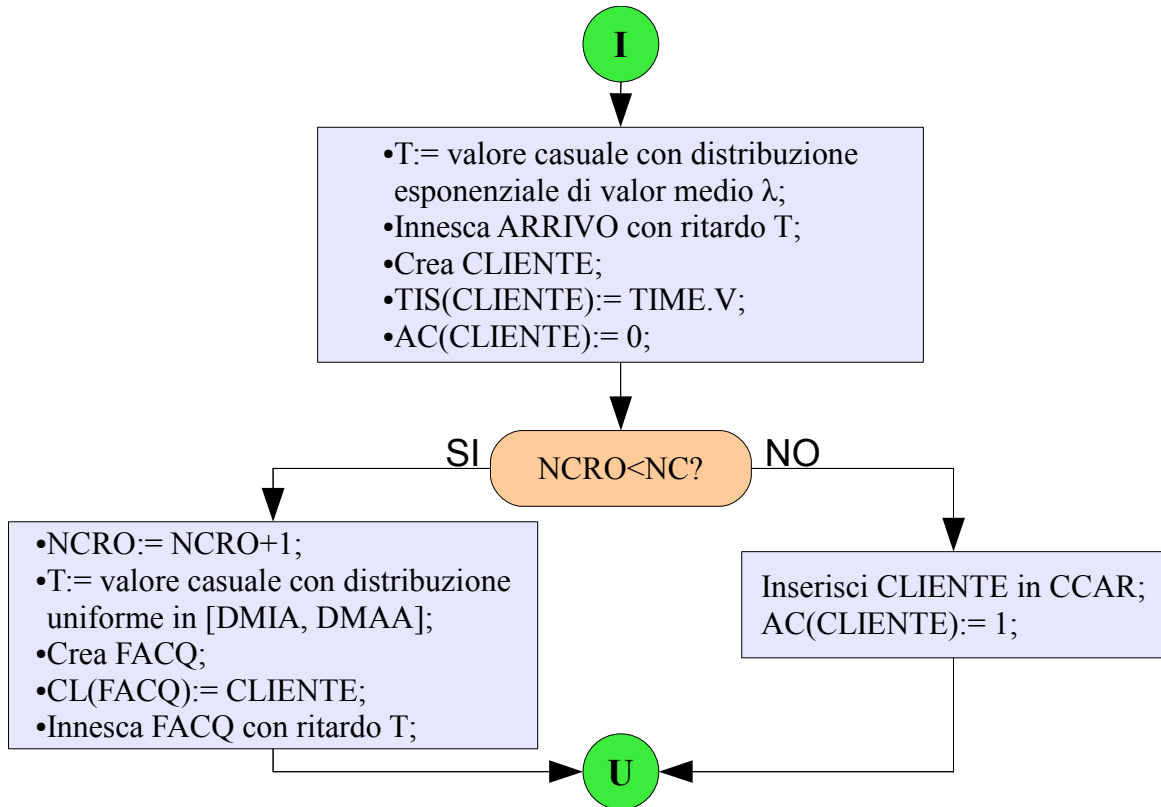 I
•T:= valore casuale con distribuzione
esponenziale di valor medio λ;
•Innesca ARRIVO con ritardo T;
•Crea CLIENTE;
•TIS(CLIENTE):= TIME.V;
•AC(CLIENTE):= 0;
SI
NCRO<NC?
NO
•NCRO:= NCRO+1;
•T:= valore casuale con distribuzione
uniforme in [DMIA, DMAA];
•Crea FACQ;
•CL(FACQ):= CLIENTE;
•Innesca FACQ con ritardo T;
Inserisci CLIENTE in CCAR;
AC(CLIENTE):= 1;
U